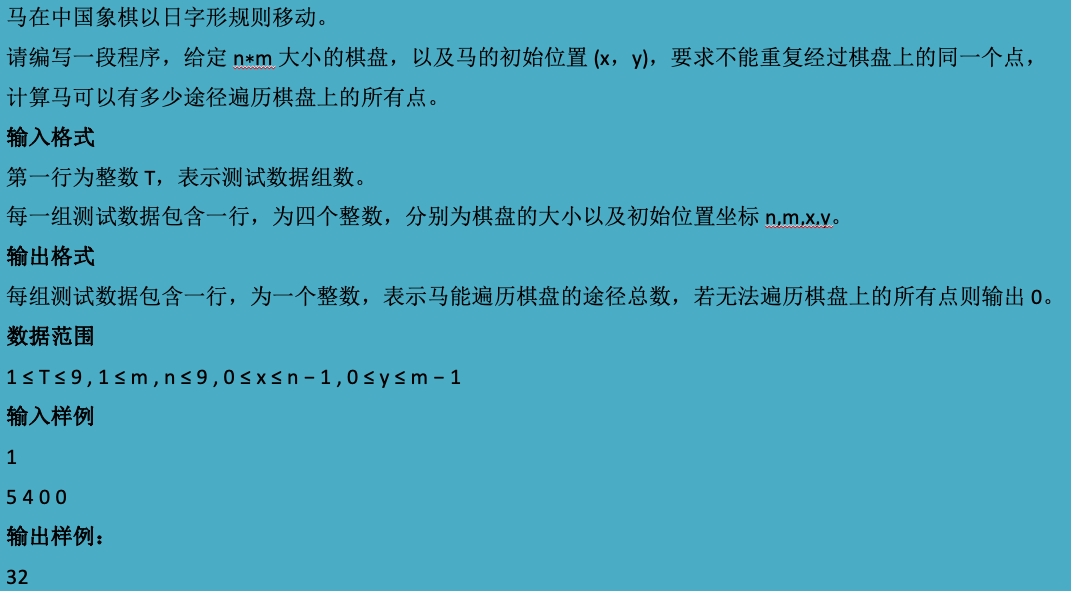 马在中国象棋以日字形规则移动。
请编写一段程序，给定 n*m 大小的棋盘，以及马的初始位置 (x，y)，要求不能重复经过棋盘上的同一个点，
计算马可以有多少途径遍历棋盘上的所有点。
输入格式
第一行为整数 T，表示测试数据组数。
每一组测试数据包含一行，为四个整数，分别为棋盘的大小以及初始位置坐标 n,m,x,y。
输出格式
每组测试数据包含一行，为一个整数，表示马能遍历棋盘的途径总数，若无法遍历棋盘上的所有点则输出 0。
数据范围
1 ≤ T ≤ 9 , 1 ≤ m , n ≤ 9 , 0 ≤ x ≤ n − 1 , 0 ≤ y ≤ m − 1
输入样例
1
5 4 0 0
输出样例：
32